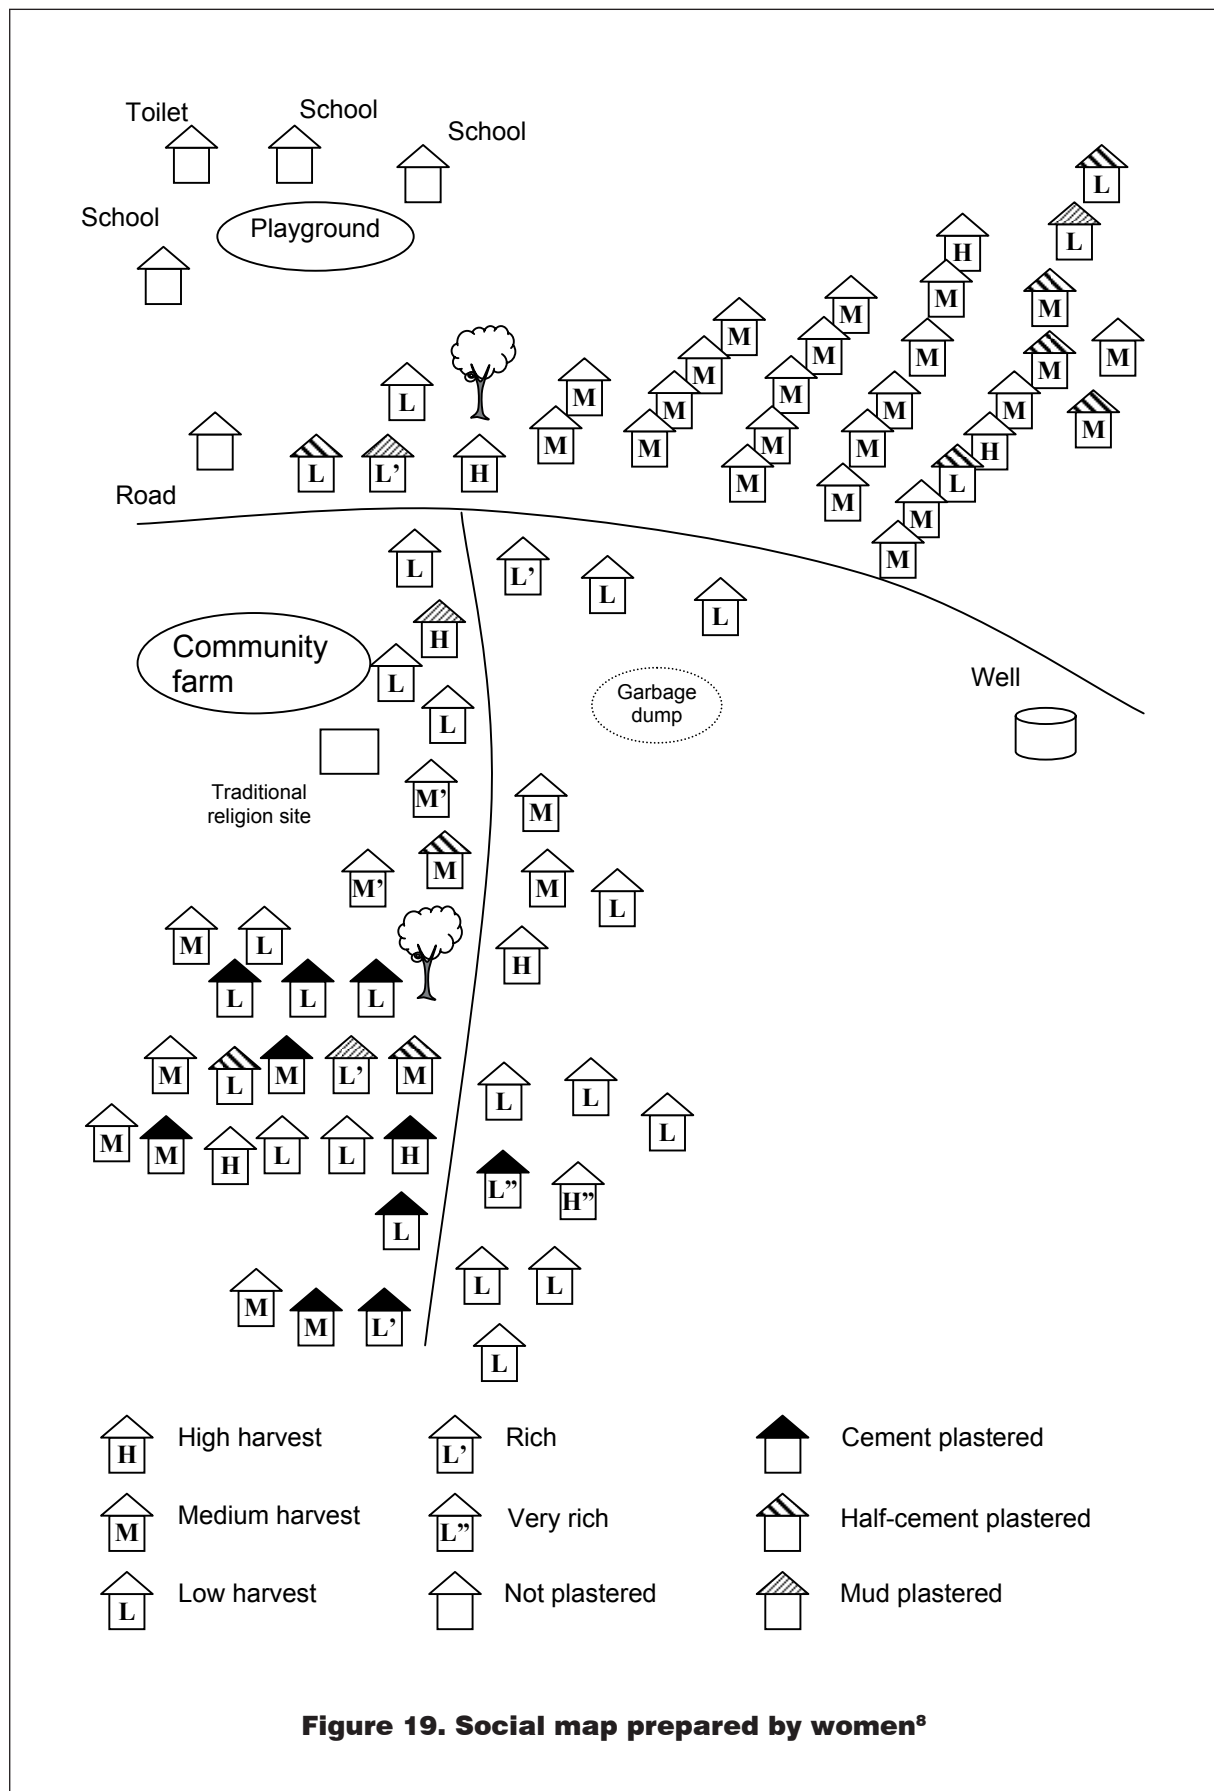 Toilet
School
School
School
Playground
L
L
H
M
M
M
M
M
M
M
M
M
M
M
L
M
M
M
M
M
M
M
M
M
M
M
H
L
L'
H
M
M
M
L
M
M
Road
L
L'
L
L
H
Community
farm
L
L
Garbage
dump
Well
Traditional
religion site
M'
M
M'
M
M
L
M
L
H
L
L
L
M
L
M
L'
M
L
L
L
M
M
H
L
L
H
L”
H”
L
L
L
M
M
L'
L
H
High harvest
L’
Rich
Cement plastered
M
Medium harvest
L”
Very rich
Half-cement plastered
L
Low harvest
Not plastered
Mud plastered
Figure 19. Social map prepared by women⁸